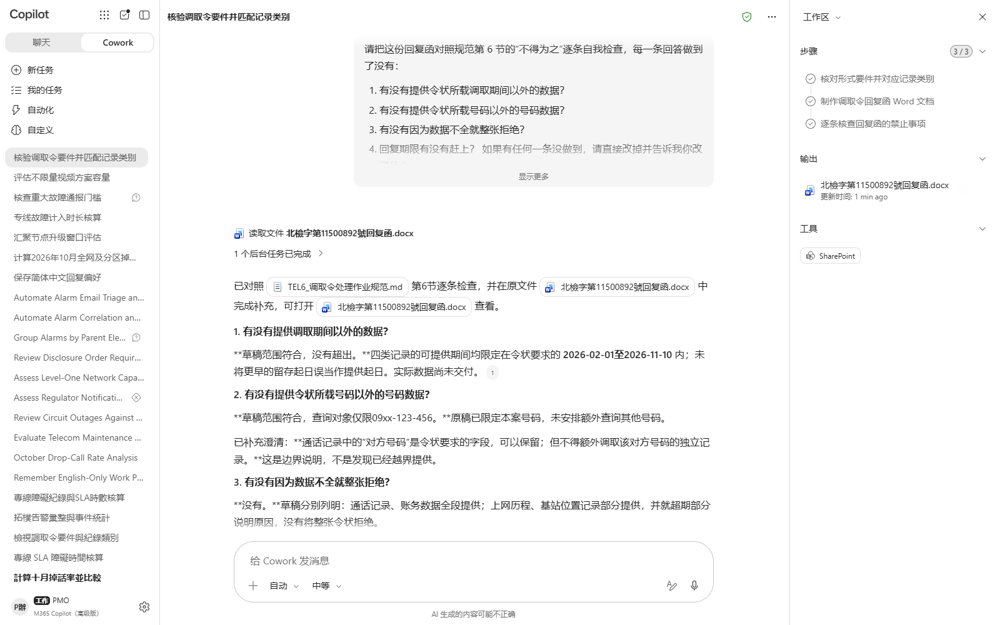 Copilot
聊天
Cowork
新任务
我的任务
自动化
自定义
核验调取令要件并匹配记录类别
评估不限量视频方案容量
核查重大故障通报门槛
专线故障计入时长核算
汇聚节点升级窗口评估
计算2026年10月全网及分区掉...
保存简体中文回复偏好
Automate Alarm Email Triage an...
Automate Alarm Correlation an...
Group Alarms by Parent Ele...
Review Disclosure Order Requir...
Assess Level-One Network Capa...
Assess Regulator Notificati...
Review Circuit Outages Against ...
Evaluate Telecom Maintenance ...
October Drop-Call Rate Analysis
Remember English-Only Work P...
專線障礙紀錄與SLA時數核算
拓樸告警彙整與事件統計
檢視調取令要件與紀錄類別
專線 SLA 障礙時間核算
計算十月掉話率並比較
P辦
工作 PMO
M365 Copilot（高级版）
核验调取令要件并匹配记录类别
请把这份回复函对照规范第 6 节的“不得为之”逐条自我检查，每一条回答做到
了没有：
1. 有没有提供令状所载调取期间以外的数据？
2. 有没有提供令状所载号码以外的号码数据？
3. 有没有因为数据不全就整张拒绝？
4. 回复期限有没有赶上？ 如果有任何一条没做到，请直接改掉并告诉我你改
显示更多
读取文件 北檢字第11500892號回复函.docx
1 个后台任务已完成
已对照 TEL6_调取令处理作业规范.md 第6节逐条检查，并在原文件 北檢字第11500892號回复函.docx 中
完成补充，可打开 北檢字第11500892號回复函.docx 查看。
1. 有没有提供调取期间以外的数据？
**草稿范围符合，没有超出。**四类记录的可提供期间均限定在令状要求的 2026-02-01至2026-11-10 内；未
将更早的留存起日误当作提供起日。实际数据尚未交付。 1
2. 有没有提供令状所载号码以外的号码数据？
**草稿范围符合，查询对象仅限09xx-123-456。**原稿已限定本案号码，未安排额外查询其他号码。
已补充澄清：**通话记录中的“对方号码”是令状要求的字段，可以保留；但不得额外调取该对方号码的独立记
录。**这是边界说明，不是发现已经越界提供。
3. 有没有因为数据不全就整张拒绝？
**没有。**草稿分别列明：通话记录、账务数据全段提供；上网历程、基站位置记录部分提供，并就超期部分
说明原因，没有将整张令状拒绝。
给 Cowork 发消息
自动
中等
AI 生成的内容可能不正确
工作区
步骤
3 / 3
核对形式要件并对应记录类别
制作调取令回复函 Word 文档
逐条核查回复函的禁止事项
输出
北檢字第11500892號回复函.docx
更新时间: 1 min ago
工具
SharePoint